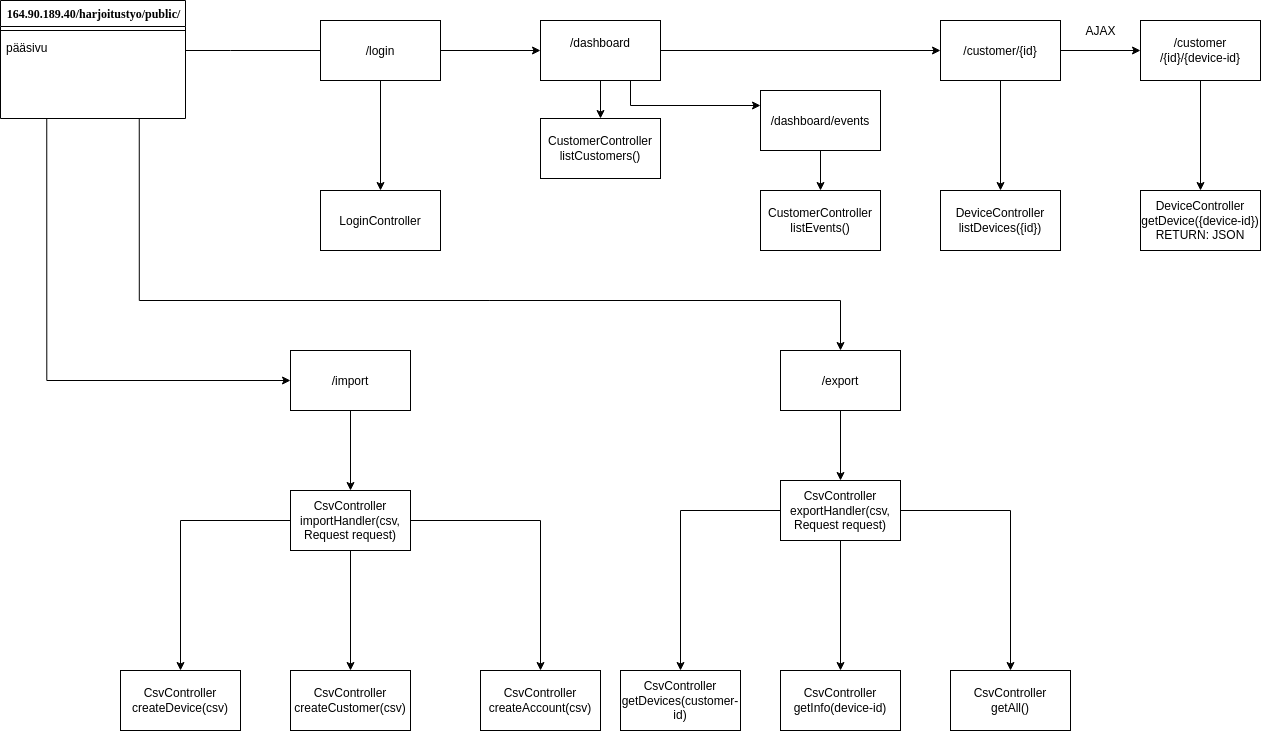 164.90.189.40/harjoitustyo/public/
pääsivu
/login
/dashboard
/customer/{id}
AJAX
/customer
/{id}/{device-id}
CustomerController
listCustomers()
/dashboard/events
LoginController
CustomerController
listEvents()
DeviceController
listDevices({id})
DeviceController
getDevice({device-id})
RETURN: JSON
/import
/export
CsvController
importHandler(csv,
Request request)
CsvController
exportHandler(csv,
Request request)
CsvController
createDevice(csv)
CsvController
createCustomer(csv)
CsvController
createAccount(csv)
CsvController
getDevices(customer-
id)
CsvController
getInfo(device-id)
CsvController
getAll()